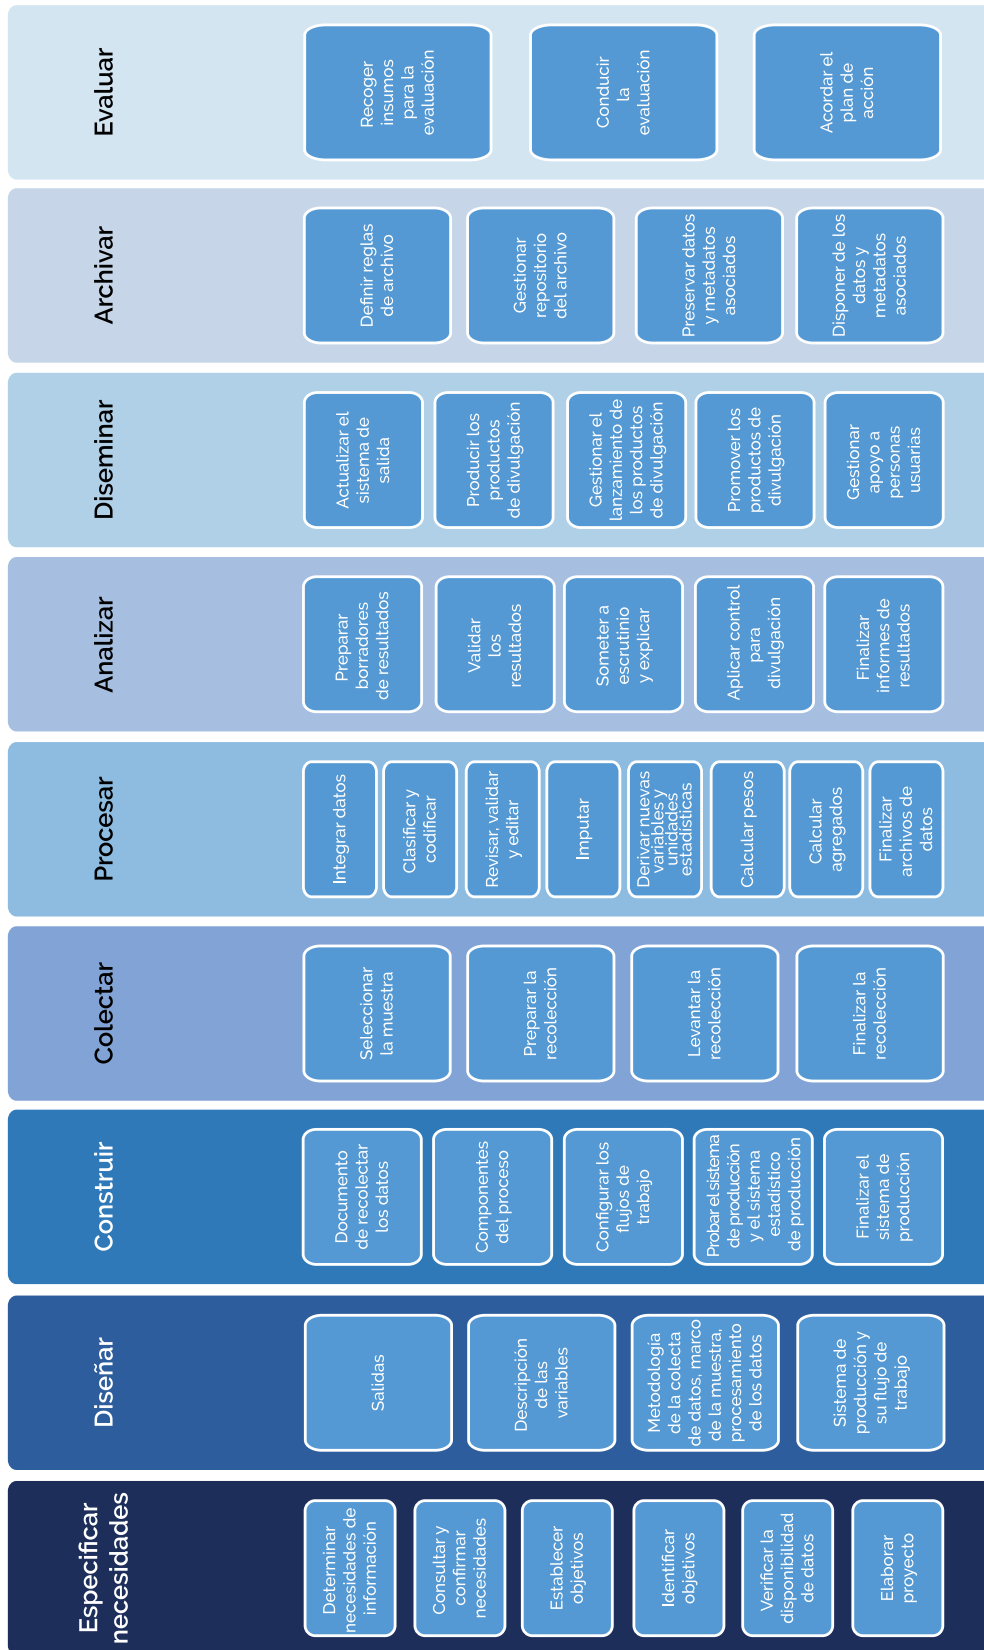 Especificar
necesidades
Determinar
necesidades de
información
Consultar y
confirmar
necesidades
Establecer
objetivos
Identificar
objetivos
Verificar la
disponibilidad
de datos
Elaborar
proyecto
Diseñar
Salidas
Descripción
de las
variables
Metodología
de la colecta
de datos, marco
de la muestra,
procesamiento
de los datos
Sistema de
producción y
su flujo de
trabajo
Construir
Documento
de recolectar
los datos
Componentes
del proceso
Configurar los
flujos de
trabajo
Probar el sistema
de producción
y el sistema
estadístico
de producción
Finalizar el
sistema de
producción
Colectar
Seleccionar
la muestra
Preparar la
recolección
Levantar la
recolección
Finalizar la
recolección
Procesar
Integrar datos
Clasificar y
codificar
Revisar, validar
y editar
Imputar
Derivar nuevas
variables y
unidades
estadísticas
Calcular pesos
Calcular
agregados
Finalizar
archivos de
datos
Analizar
Preparar
borradores
de resultados
Validar
los
resultados
Someter a
escrutinio
y explicar
Aplicar control
para
divulgación
Finalizar
informes de
resultados
Diseminar
Actualizar el
sistema de
salida
Producir los
productos
de divulgación
Gestionar el
lanzamiento de
los productos
de divulgación
Promover los
productos de
divulgación
Gestionar
apoyo a
personas
usuarias
Archivar
Definir reglas
de archivo
Gestionar
repositorio
del archivo
Preservar datos
y metadatos
asociados
Disponer de los
datos y
metadatos
asociados
Evaluar
Recoger
insumos
para la
evaluación
Conducir
la
evaluación
Acordar el
plan de
acción